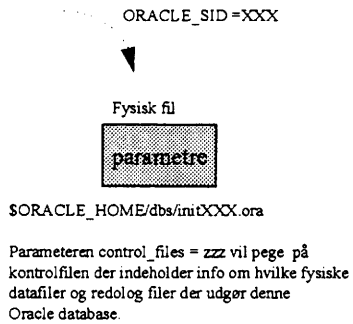 ORACLE_SID =XXX
Fysisk fil
parametre
$ORACLE_HOME/dbs/initXXX.ora
Parameteren control_files = zzz vil pege på
kontrolfilen der indeholder info om hvilke fysiske
datafiler og redolog filer der udgør denne
Oracle database.